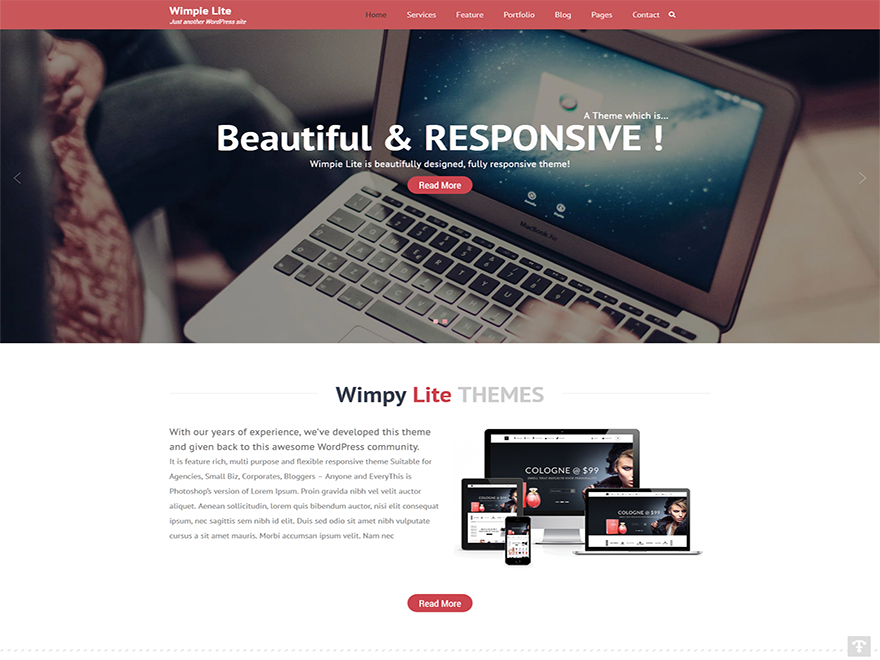 Wimpie Lite
Just another WordPress site
Home Services Feature Portfolio Blog Pages Contact
A Theme which is...
Beautiful & RESPONSIVE !
Wimpie Lite is beautifully designed, fully responsive theme!
Read More
MacBook Air
Wimpy Lite THEMES
With our years of experience, we've developed this theme
and given back to this awesome WordPress community.
It is feature rich, multi purpose and flexible responsive theme Suitable for
Agencies, Small Biz, Corporates, Bloggers – Anyone and EveryThis is
Photoshop's version of Lorem Ipsum. Proin gravida nibh vel velit auctor
aliquet. Aenean sollicitudin, lorem quis bibendum auctor, nisi elit consequat
ipsum, nec sagittis sem nibh id elit. Duis sed odio sit amet nibh vulputate
cursus a sit amet mauris. Morbi accumsan ipsum velit. Nam nec
COLOGNE @ $99
COLOGNE @ $99
COLOGNE @ $99
Read More